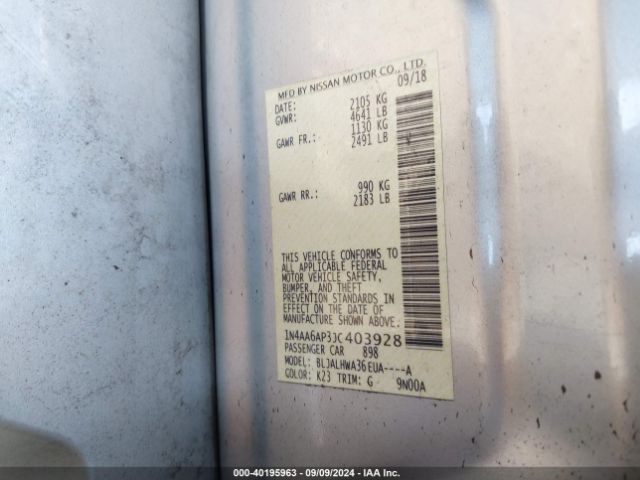 MFD BY NISSAN MOTOR CO., LTD.
DATE: 09/18
GVWR: 2105 KG
4641 LB
GAWR FR.: 1130 KG
2491 LB
GAWR RR.: 990 KG
2183 LB
THIS VEHICLE CONFORMS TO
ALL APPLICABLE FEDERAL
MOTOR VEHICLE SAFETY,
BUMPER, AND THEFT
PREVENTION STANDARDS IN
EFFECT ON THE DATE OF
MANUFACTURE SHOWN ABOVE.
1N4AA6AP3JC403928
PASSENGER CAR 898
MODEL: BLJALHWA36EUA----A
COLOR: K23 TRIM: G 9N00A
000-40195963 - 09/09/2024 - IAA Inc.